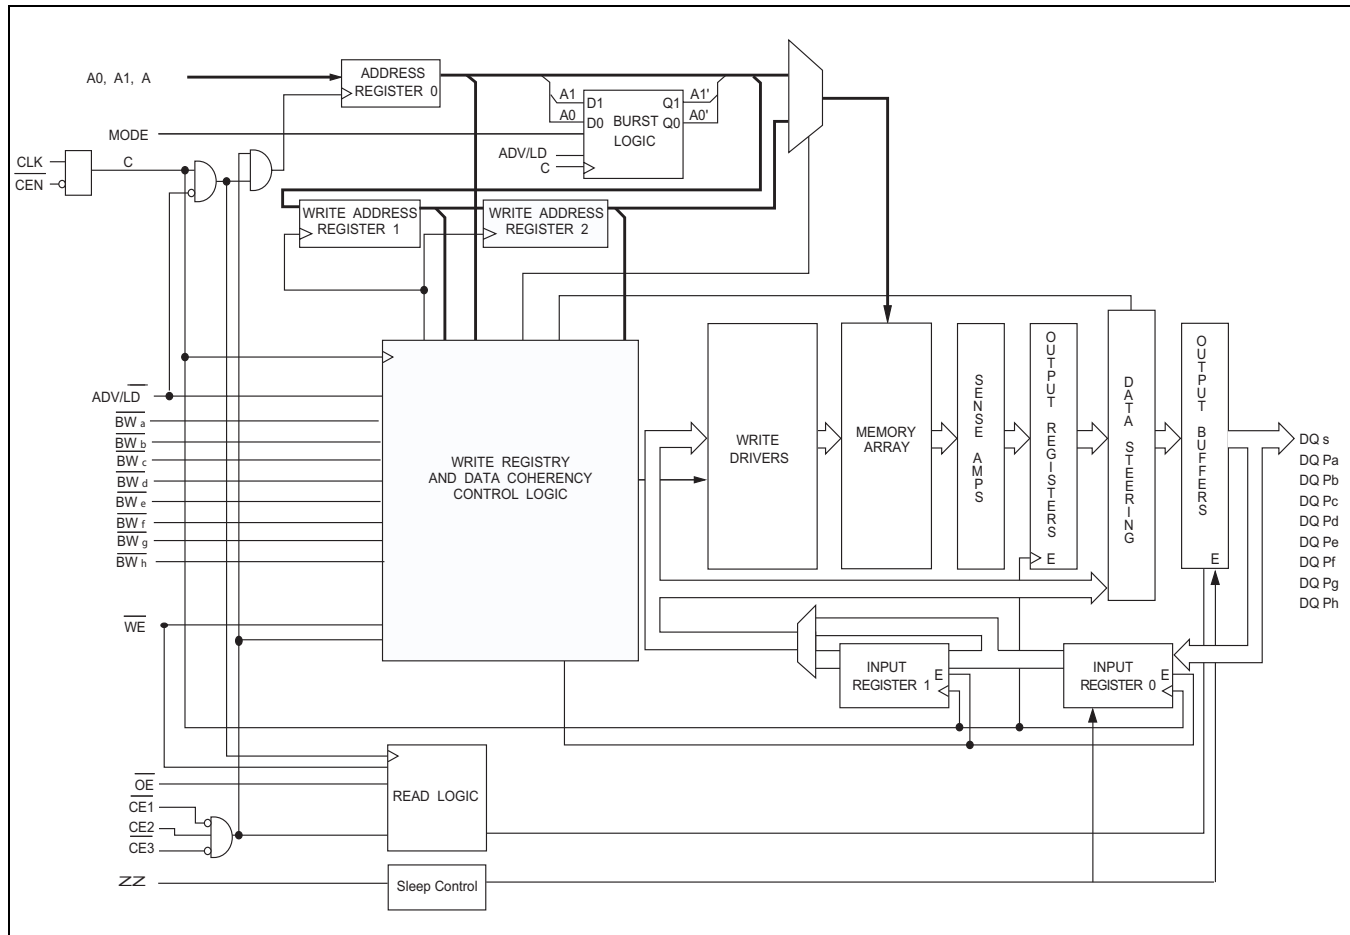 A0, A1, A
ADDRESS
REGISTER 0
MODE
CLK
CEN
C
A1
A0
D1
D0
BURST
LOGIC
Q1
Q0
A1'
A0'
ADV/LD
C
WRITE ADDRESS
REGISTER 1
WRITE ADDRESS
REGISTER 2
ADV/LD
BW a
BW b
BW c
BW d
BW e
BW f
BW g
BW h
WE
WRITE REGISTRY
AND DATA COHERENCY
CONTROL LOGIC
WRITE
DRIVERS
MEMORY
ARRAY
SENSE AMPS
OUTPUT REGISTERS
E
DATA STEERING
OUTPUT BUFFERS
E
DQ s
DQ Pa
DQ Pb
DQ Pc
DQ Pd
DQ Pe
DQ Pf
DQ Pg
DQ Ph
INPUT
REGISTER 1
E
INPUT
REGISTER 0
E
OE
CE1
CE2
CE3
READ LOGIC
ZZ
Sleep Control